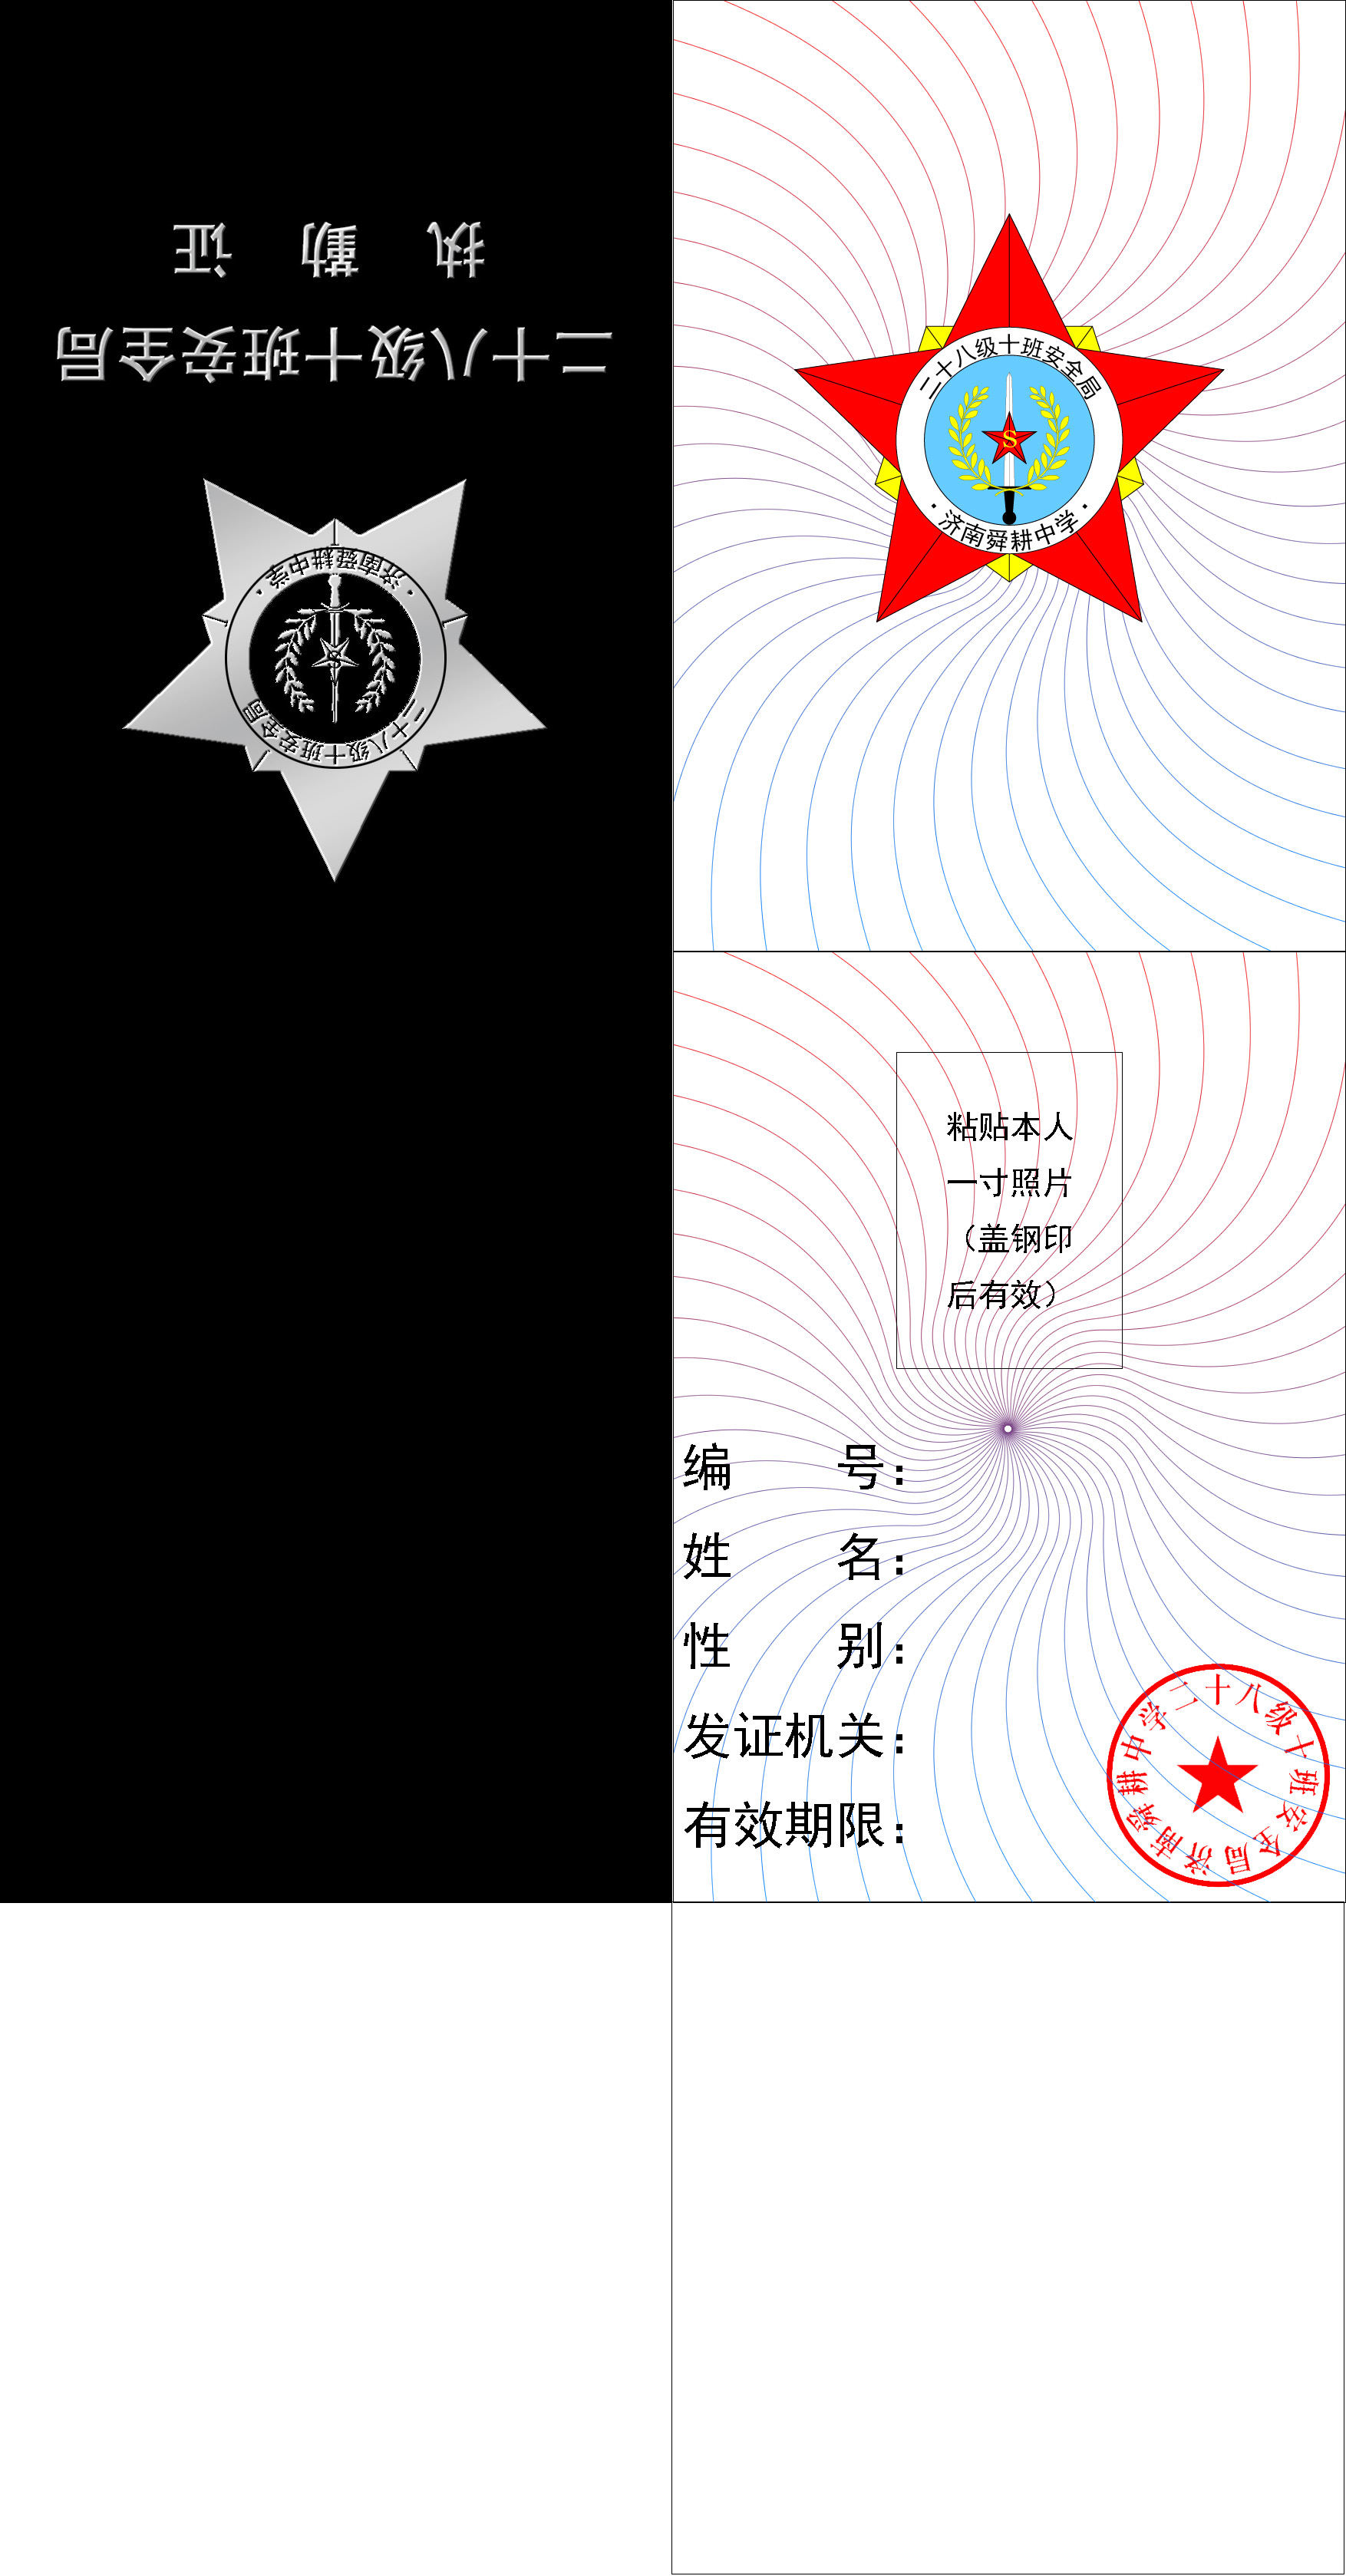 二十八级十班安全局
执 勤 证
二十八级十班安全局
·济南舜耕中学·
S
二十八级十班安全局
·济南舜耕中学·
S
粘贴本人
一寸照片
（盖钢印
后有效）
编 号：
姓 名：
性 别：
发证机关：
有效期限：
济南舜耕中学二十八级十班安全局